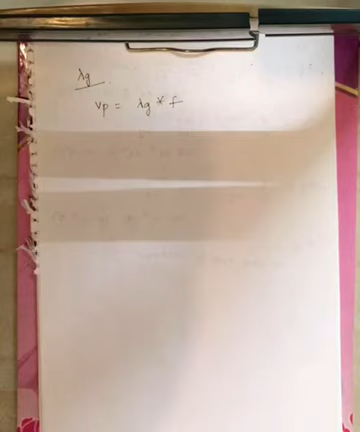 λg
vp = λg * f